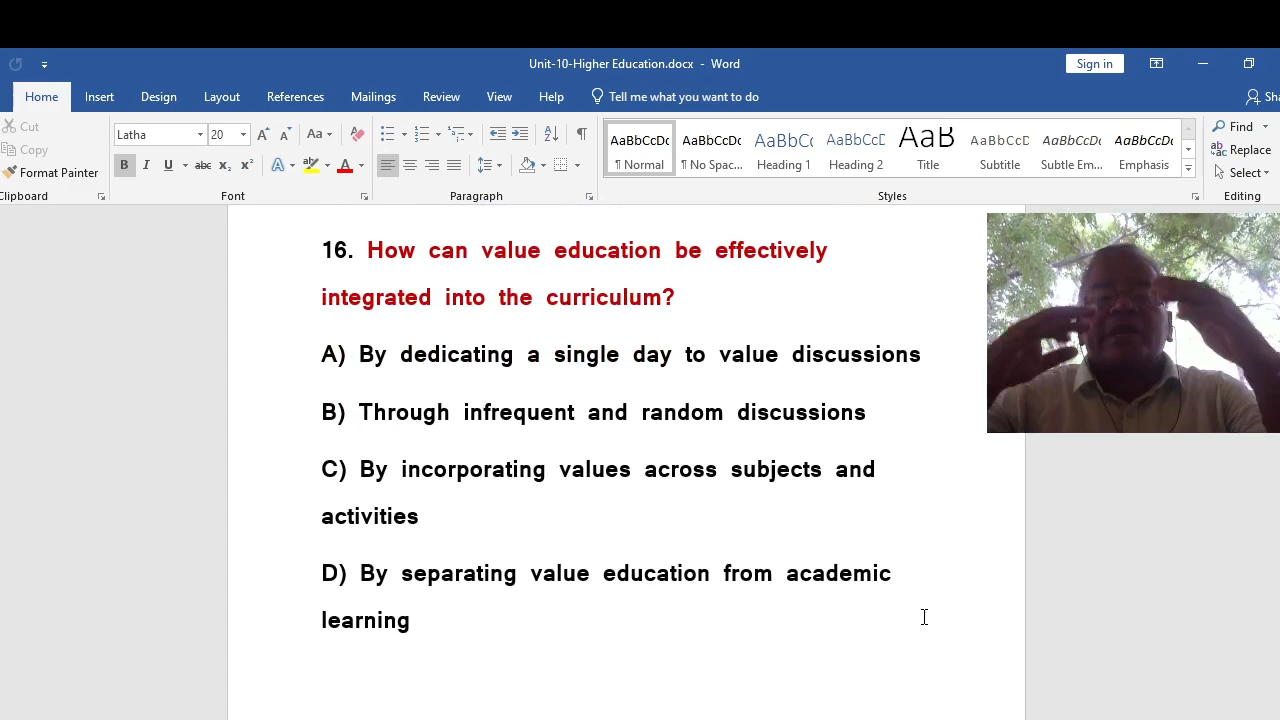 Unit-10-Higher Education.docx - Word
Sign in
Home Insert Design Layout References Mailings Review View Help Tell me what you want to do
Cut
Copy
Format Painter
Latha 20
Aa
B I U abc X₂ X²
AaBbCcDc AaBbCcDc AaBbCc AaBbCcD AaB AaBbCcD AaBbCcDc AaBbCcDc
¶ Normal ¶ No Spac... Heading 1 Heading 2 Title Subtitle Subtle Em... Emphasis
Find
Replace
Select
Clipboard Font Paragraph Styles Editing
16. How can value education be effectively
integrated into the curriculum?
A) By dedicating a single day to value discussions
B) Through infrequent and random discussions
C) By incorporating values across subjects and
activities
D) By separating value education from academic
learning